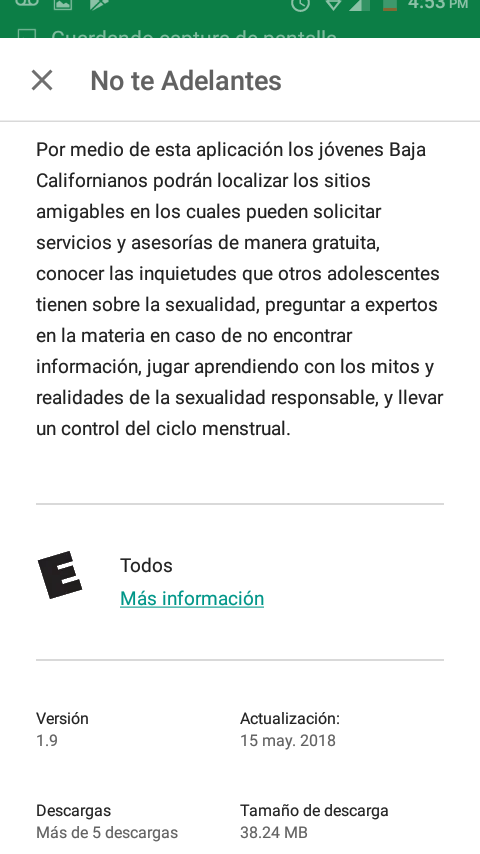 4:53 PM
Guardando captura de pantalla
No te Adelantes
Por medio de esta aplicación los jóvenes Baja
Californianos podrán localizar los sitios
amigables en los cuales pueden solicitar
servicios y asesorías de manera gratuita,
conocer las inquietudes que otros adolescentes
tienen sobre la sexualidad, preguntar a expertos
en la materia en caso de no encontrar
información, jugar aprendiendo con los mitos y
realidades de la sexualidad responsable, y llevar
un control del ciclo menstrual.
E
Todos
Más información
Versión
Actualización:
1.9
15 may. 2018
Descargas
Tamaño de descarga
Más de 5 descargas
38.24 MB